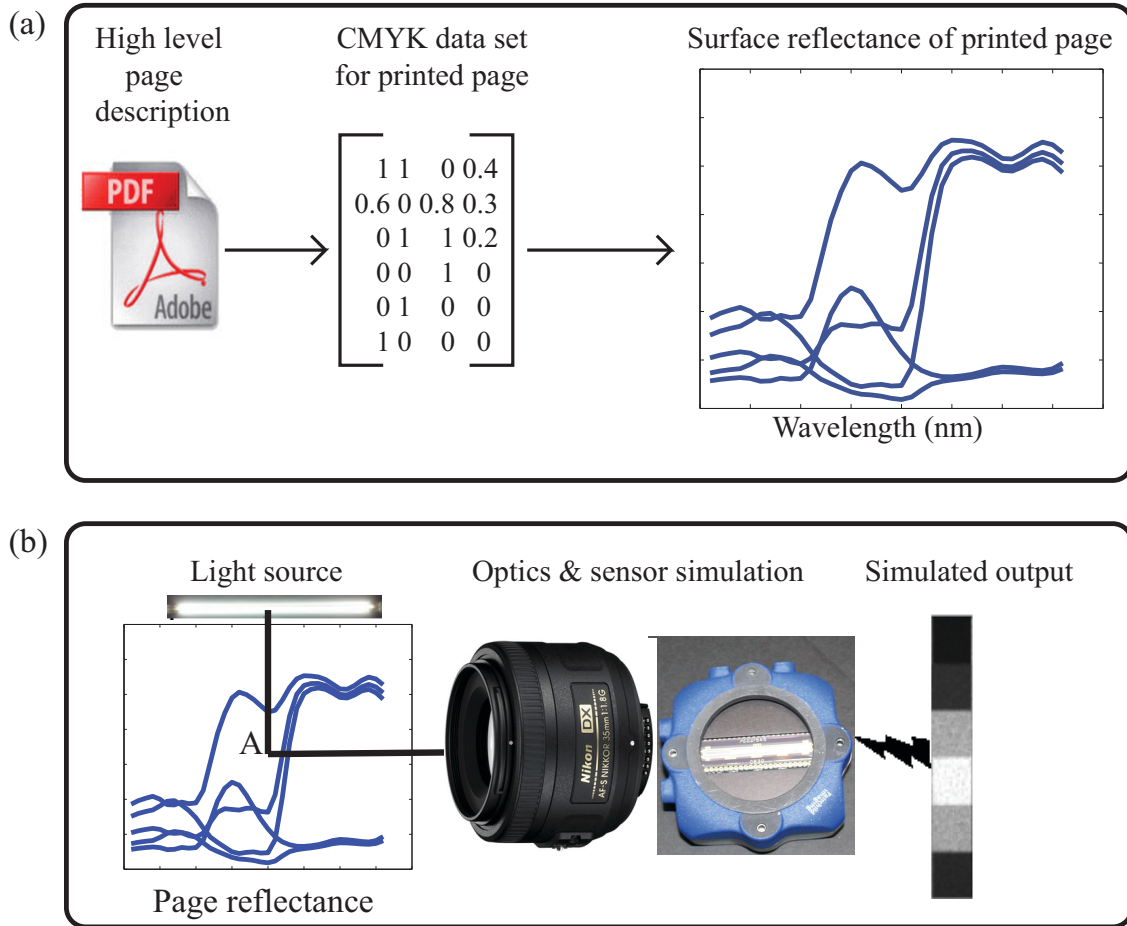 (a)
High level
page
description
CMYK data set
for printed page
Surface reflectance of printed page
PDF
Adobe
1 1 0 0.4
0.6 0 0.8 0.3
0 1 1 0.2
0 0 1 0
0 1 0 0
1 0 0 0
Wavelength (nm)
(b)
Light source
Optics & sensor simulation
Simulated output
A
Nikon DX
AF-S NIKKOR 35mm 1:1.8G
Page reflectance